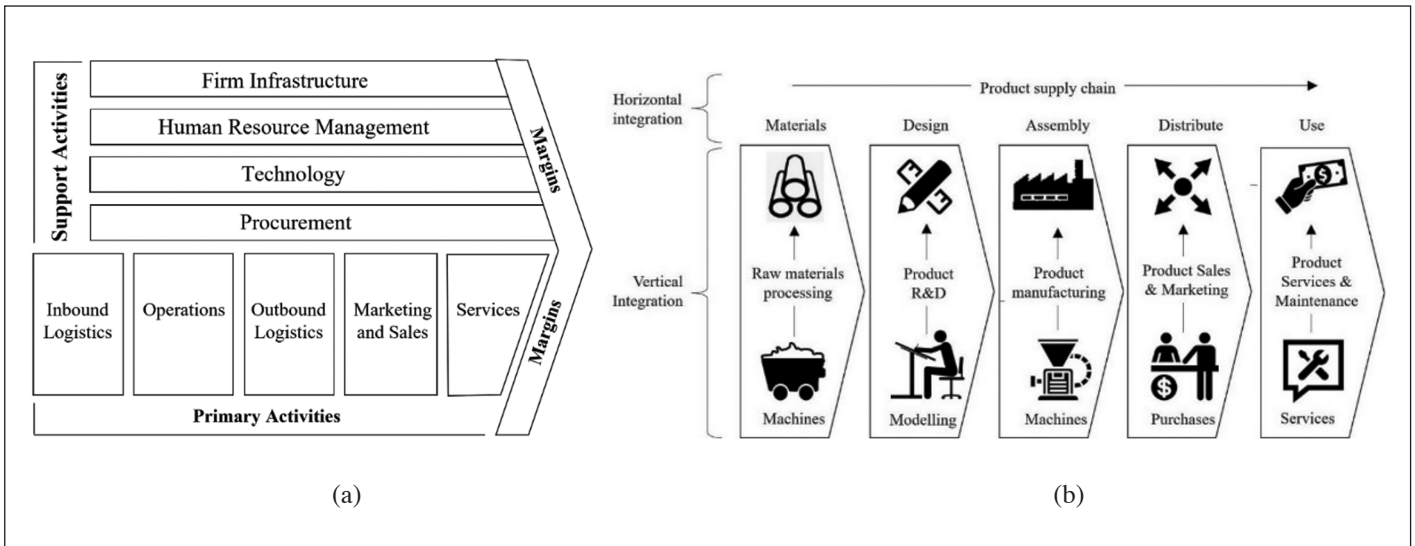 Support Activities
Firm Infrastructure
Human Resource Management
Technology
Procurement
Margins
Margins
Inbound
Logistics
Operations
Outbound
Logistics
Marketing
and Sales
Services
Primary Activities
(a)
Horizontal
integration
Product supply chain
Materials
Design
Assembly
Distribute
Use
Vertical
Integration
Raw materials
processing
Machines
Product
R&D
Modelling
Product
manufacturing
Machines
Product Sales
& Marketing
Purchases
Product
Services &
Maintenance
Services
(b)